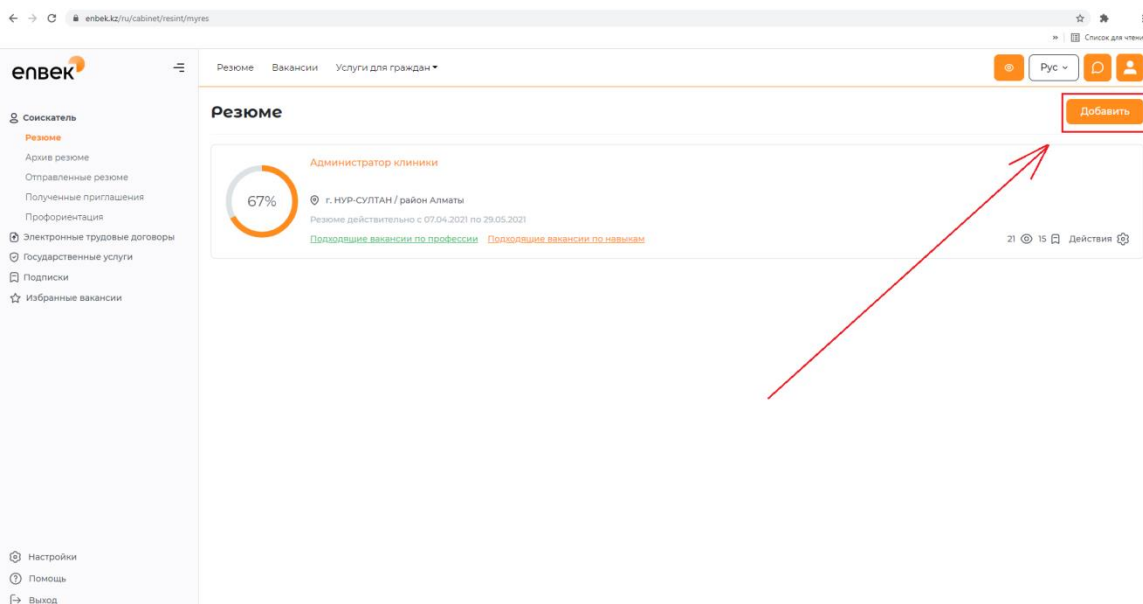 enbek.kz/ru/cabinet/resint/myres
» Список для чтени
enbek
Резюме Вакансии Услуги для граждан
Рус
Соискатель
Резюме
Архив резюме
Отправленные резюме
Полученные приглашения
Профориентация
Электронные трудовые договоры
Государственные услуги
Подписки
Избранные вакансии
Настройки
Помощь
Выход
Резюме
Добавить
67%
Администратор клиники
г. НУР-СУЛТАН / район Алматы
Резюме действительно с 07.04.2021 по 29.05.2021
Подходящие вакансии по профессии Подходящие вакансии по навыкам
21 15 Действия